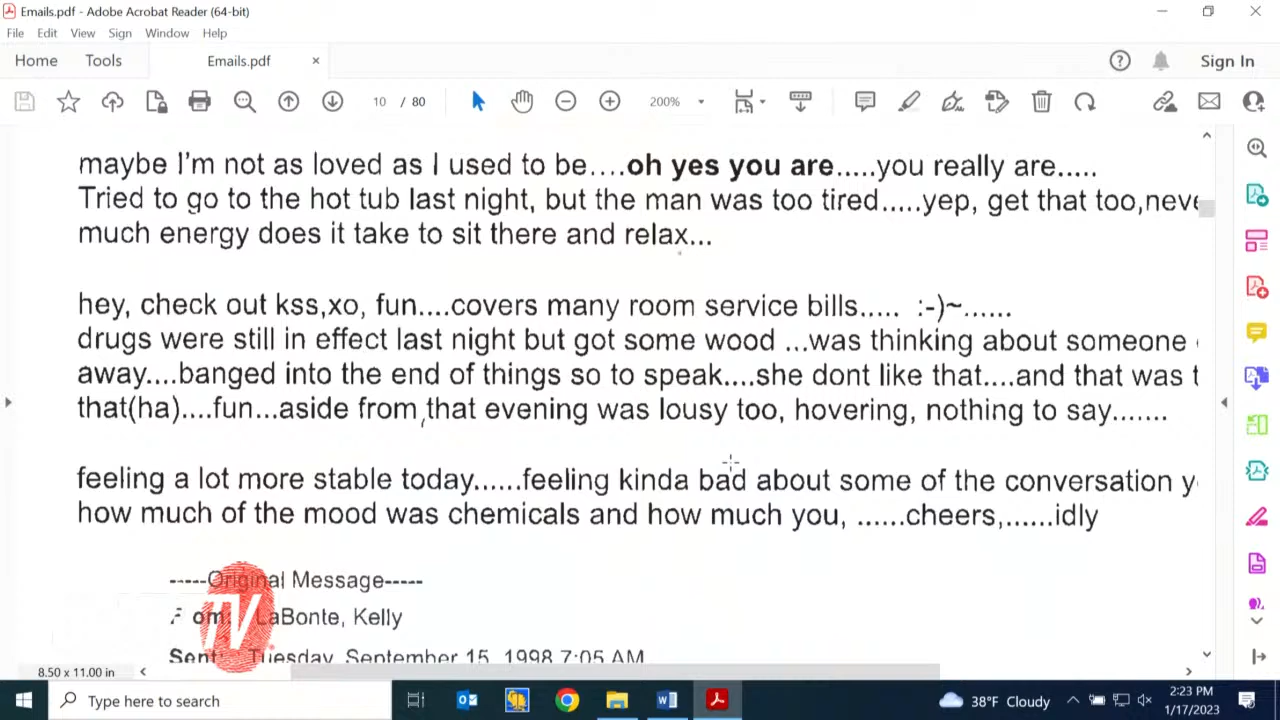 Emails.pdf - Adobe Acrobat Reader (64-bit)
File Edit View Sign Window Help
Home Tools Emails.pdf × Sign In
10 / 80 200%
maybe I'm not as loved as I used to be....oh yes you are.....you really are.....
Tried to go to the hot tub last night, but the man was too tired.....yep, get that too,neve
much energy does it take to sit there and relax...
hey, check out kss,xo, fun....covers many room service bills..... :-)~......
drugs were still in effect last night but got some wood ...was thinking about someone
away....banged into the end of things so to speak....she dont like that....and that was t
that(ha)....fun...aside from that evening was lousy too, hovering, nothing to say.......
feeling a lot more stable today......feeling kinda bad about some of the conversation y
how much of the mood was chemicals and how much you, ......cheers,......idly
-----Original Message-----
LaBonte, Kelly
TV
Sent: Tuesday, September 15, 1998 7:05 AM
8.50 x 11.00 in
Type here to search
38°F Cloudy
2:23 PM
1/17/2023